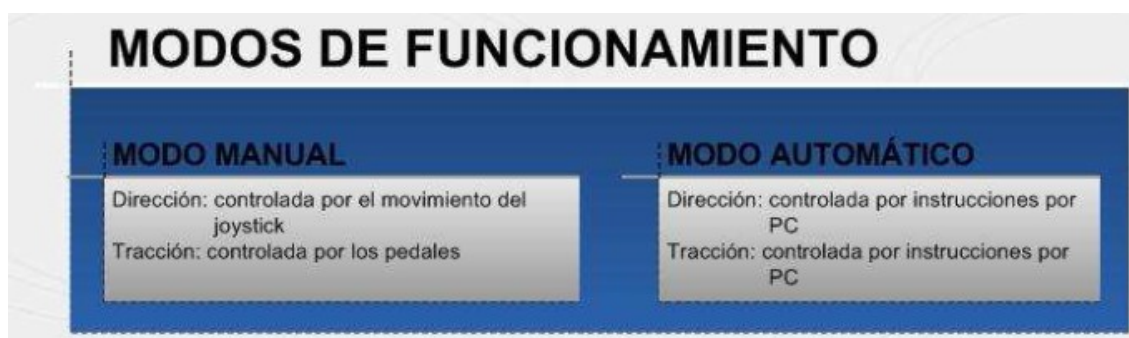 MODOS DE FUNCIONAMIENTO
MODO MANUAL
Dirección: controlada por el movimiento del
joystick
Tracción: controlada por los pedales
MODO AUTOMÁTICO
Dirección: controlada por instrucciones por
PC
Tracción: controlada por instrucciones por
PC